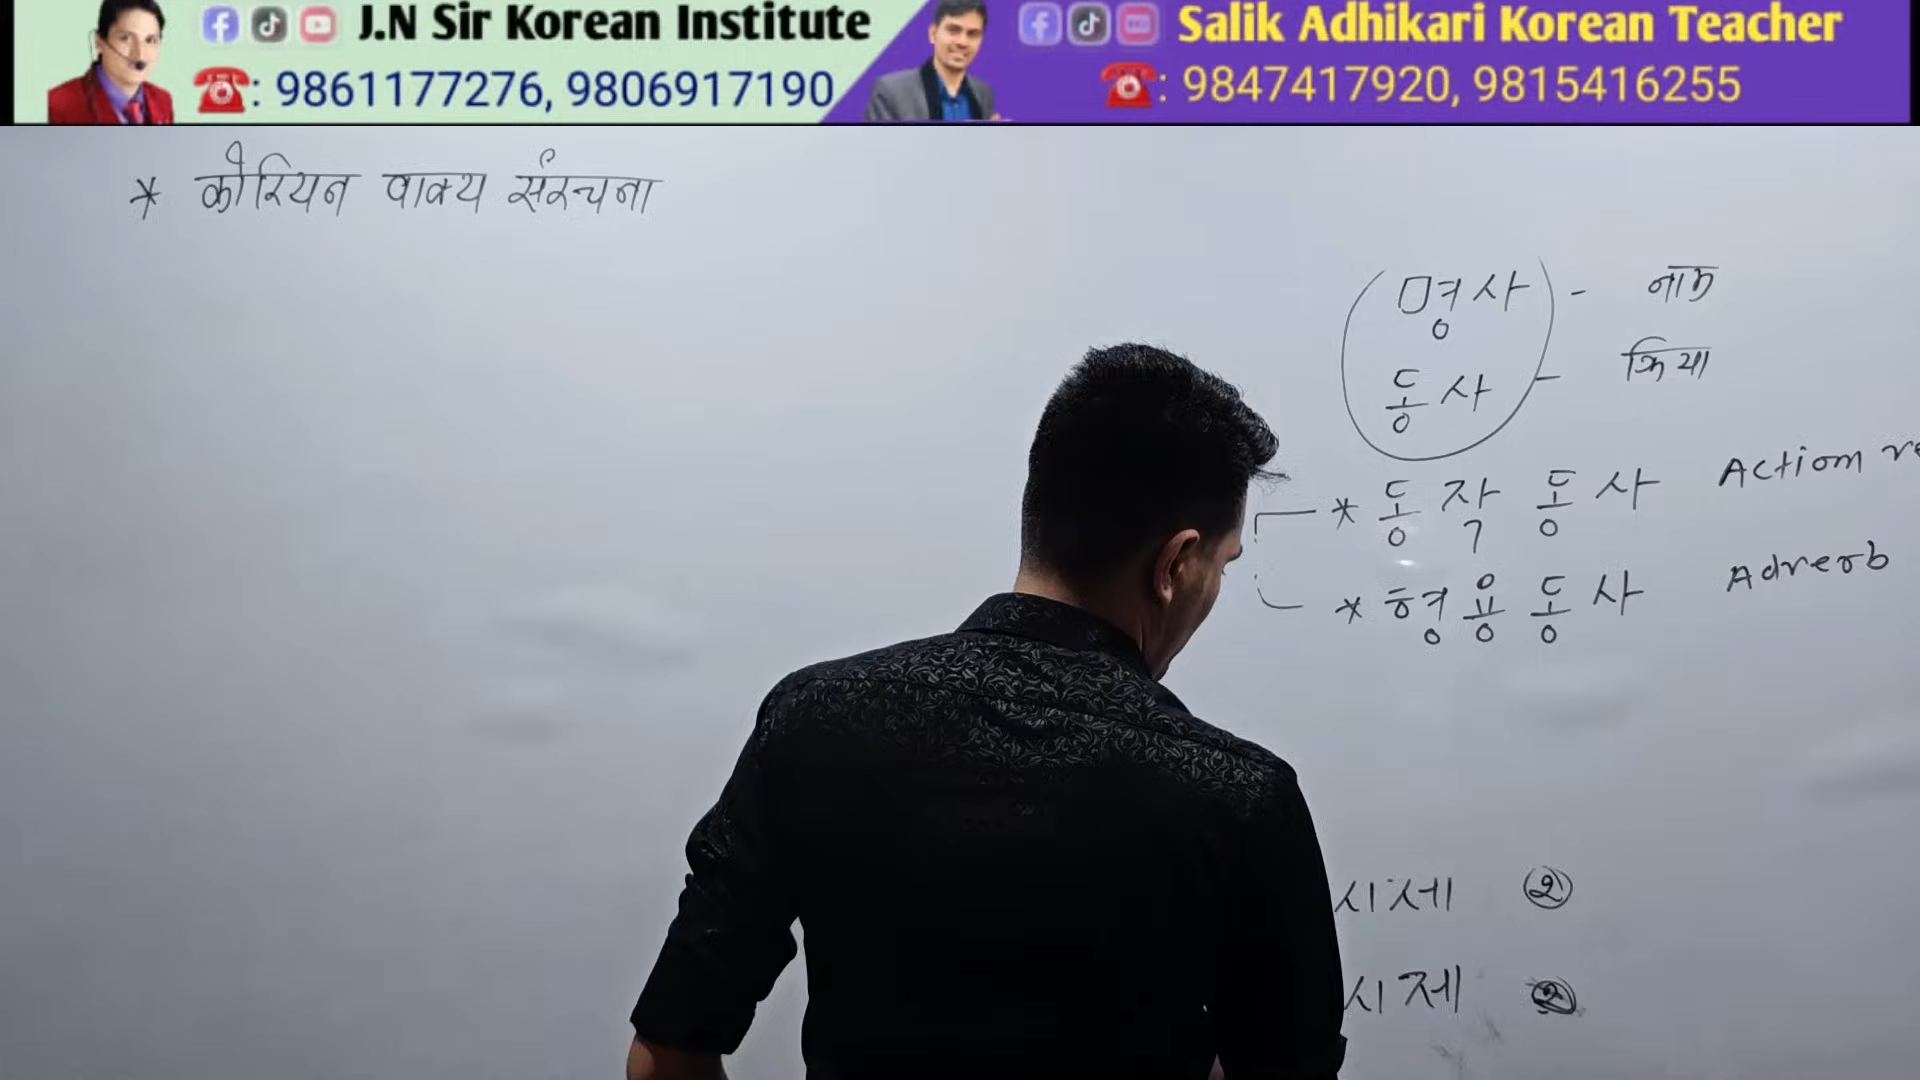 J.N Sir Korean Institute
☎: 9861177276, 9806917190
Salik Adhikari Korean Teacher
☎: 9847417920, 9815416255
* कोरियन वाक्य संरचना
명사 - नाम
동사 - क्रिया
* 동작 동사 Action
* 형용동사 Adverb
시세 ②
시제